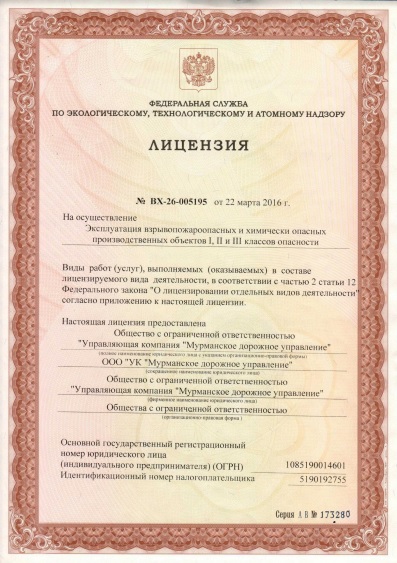 ФЕДЕРАЛЬНАЯ СЛУЖБА
ПО ЭКОЛОГИЧЕСКОМУ, ТЕХНОЛОГИЧЕСКОМУ И АТОМНОМУ НАДЗОРУ
ЛИЦЕНЗИЯ
№ ВХ-26-005195 от 22 марта 2016 г.
На осуществление
Эксплуатация взрывопожароопасных и химически опасных
производственных объектов I, II и III классов опасности
Виды работ (услуг), выполняемых (оказываемых) в составе
лицензируемого вида деятельности, в соответствии с частью 2 статьи 12
Федерального закона "О лицензировании отдельных видов деятельности"
согласно приложению к настоящей лицензии.
Настоящая лицензия предоставлена
Общество с ограниченной ответственностью
"Управляющая компания "Мурманское дорожное управление"
(полное наименование юридического лица с указанием организационно-правовой формы)
ООО "УК "Мурманское дорожное управление"
(сокращенное наименование юридического лица)
Общество с ограниченной ответственностью
"Управляющая компания "Мурманское дорожное управление"
(фирменное наименование юридического лица)
Общества с ограниченной ответственностью
(организационно-правовая форма)
Основной государственный регистрационный
номер юридического лица
(индивидуального предпринимателя) (ОГРН) 1085190014601
Идентификационный номер налогоплательщика 5190192755
Серия А В № 173280